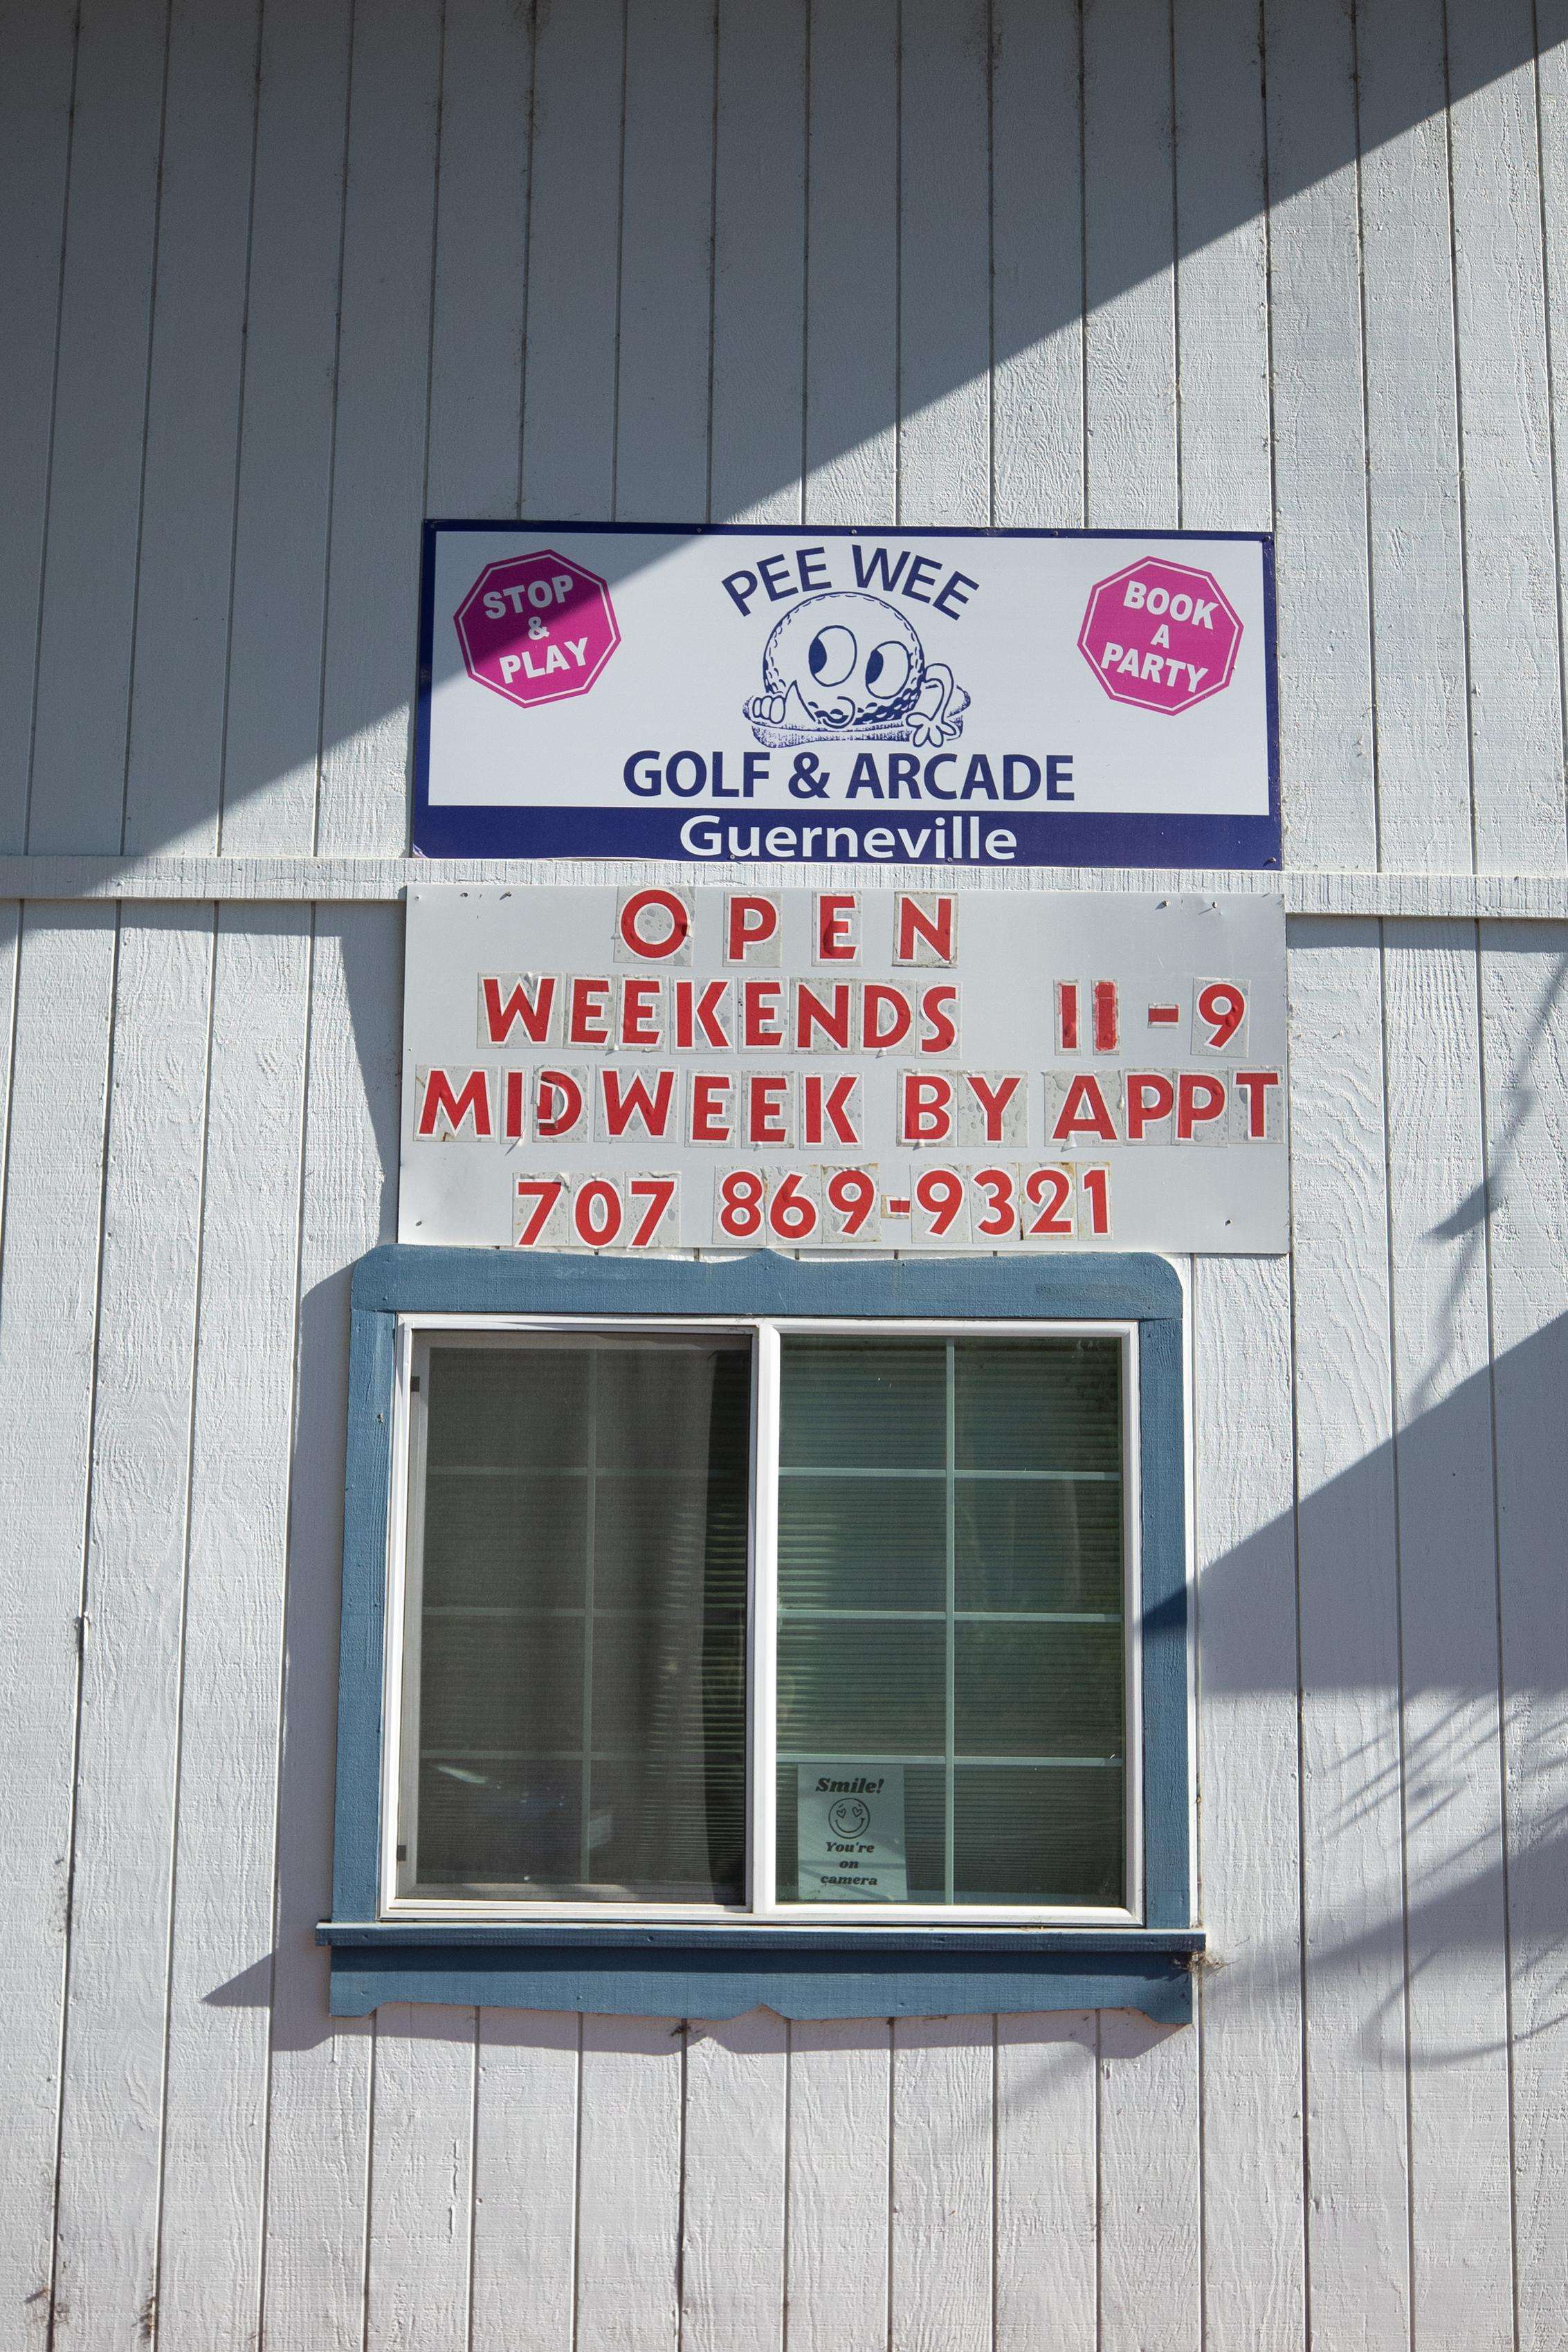 STOP
&
PLAY
PEE WEE
BOOK
A
PARTY
GOLF & ARCADE
Guerneville
OPEN
WEEKENDS 11-9
MIDWEEK BY APPT
707 869-9321
Smile!
You're
on
camera